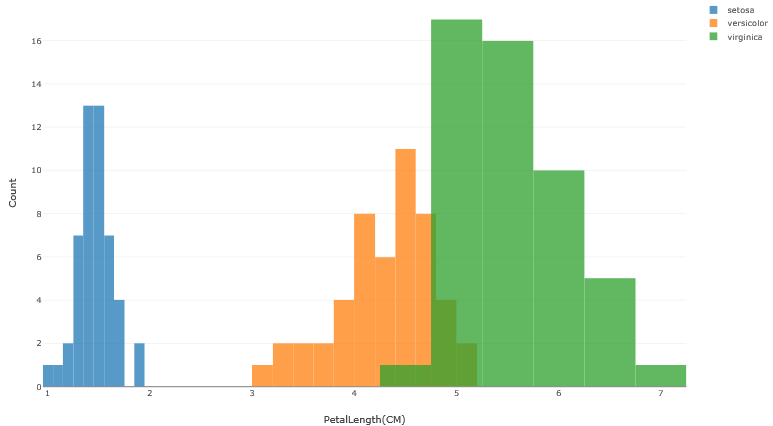 setosa
versicolor
virginica
16
14
12
10
8
6
4
2
0
Count
1 2 3 4 5 6 7
PetalLength(CM)